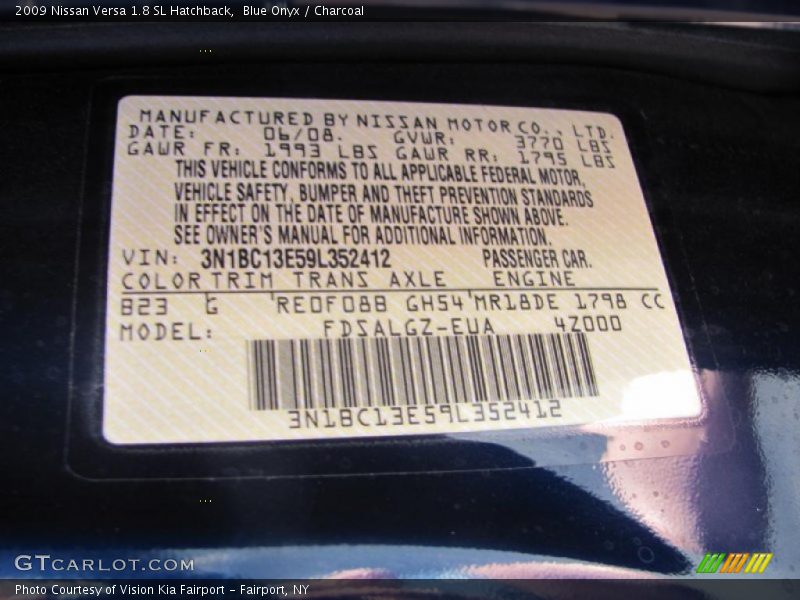 2009 Nissan Versa 1.8 SL Hatchback, Blue Onyx / Charcoal
MANUFACTURED BY NISSAN MOTOR CO., LTD.
DATE: 06/08. GVWR: 3770 LBS
GAWR FR: 1993 LBS GAWR RR: 1795 LBS
THIS VEHICLE CONFORMS TO ALL APPLICABLE FEDERAL MOTOR
VEHICLE SAFETY, BUMPER AND THEFT PREVENTION STANDARDS
IN EFFECT ON THE DATE OF MANUFACTURE SHOWN ABOVE.
SEE OWNER'S MANUAL FOR ADDITIONAL INFORMATION.
VIN: 3N1BC13E59L352412 PASSENGER CAR.
COLOR TRIM TRANS AXLE ENGINE
B23 G RE0F08B GH54 MR18DE 1798 CC
MODEL: FDSALGZ-EUA 4Z000
3N1BC13E59L352412
GTCARLOT.COM
Photo Courtesy of Vision Kia Fairport – Fairport, NY